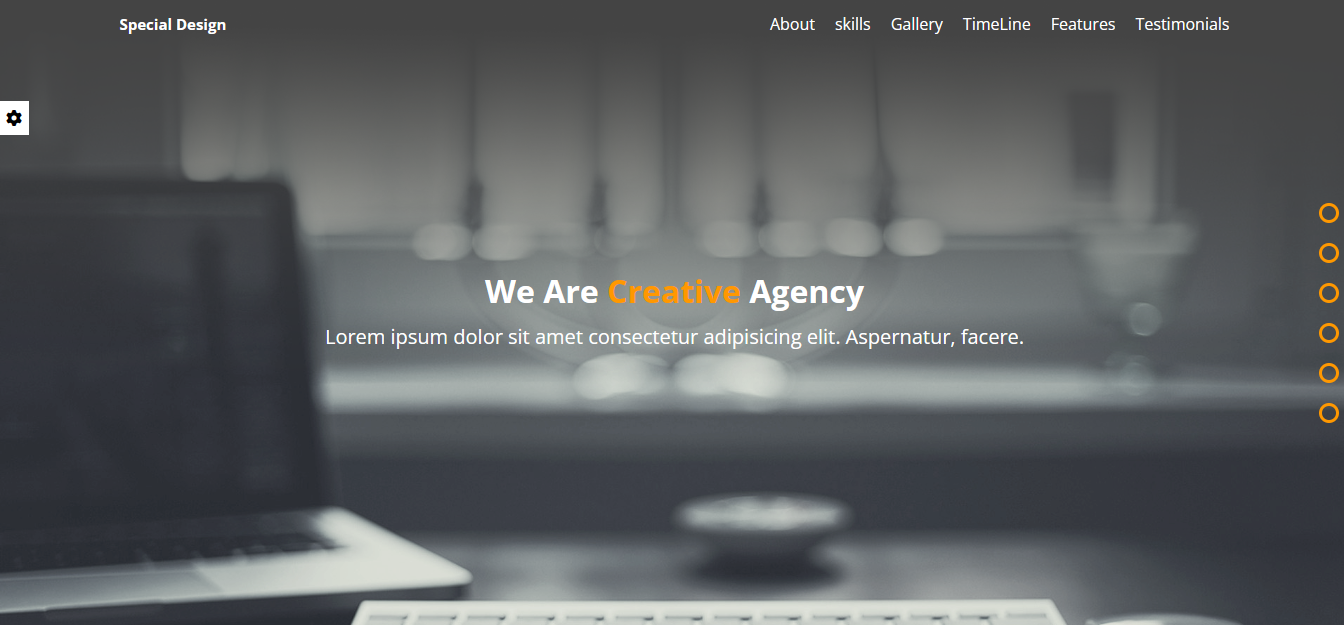 Special Design
About skills Gallery TimeLine Features Testimonials
We Are Creative Agency
Lorem ipsum dolor sit amet consectetur adipisicing elit. Aspernatur, facere.